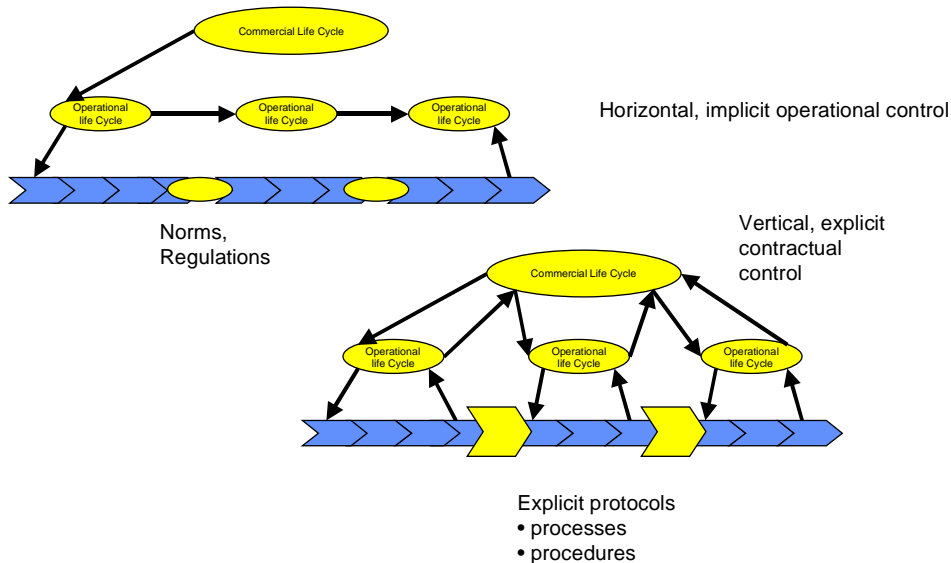 Commercial Life Cycle
Operational
life Cycle
Operational
life Cycle
Operational
life Cycle
Horizontal, implicit operational control
Norms,
Regulations
Vertical, explicit
contractual
control
Commercial Life Cycle
Operational
life Cycle
Operational
life Cycle
Operational
life Cycle
Explicit protocols
• processes
• procedures